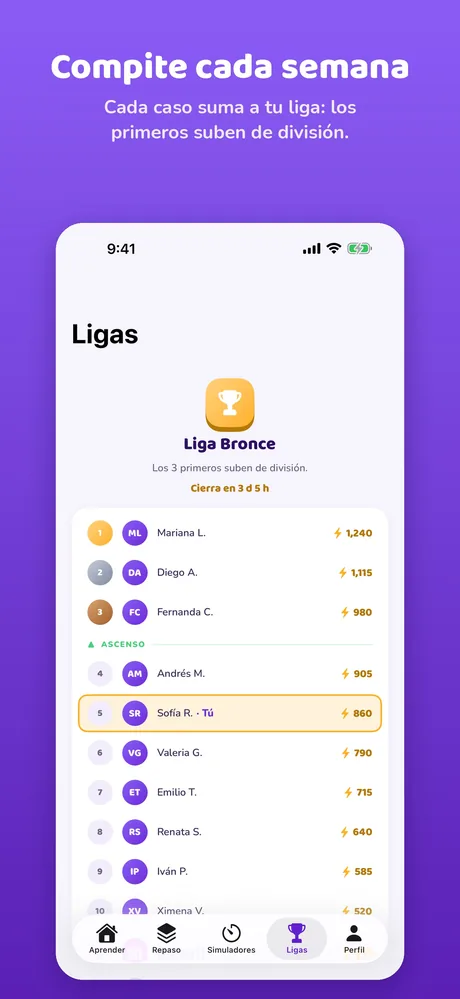 Compite cada semana
Cada caso suma a tu liga: los
primeros suben de división.
9:41
Ligas
Liga Bronce
Los 3 primeros suben de división.
Cierra en 3 d 5 h
1 ML Mariana L. 1,240
2 DA Diego A. 1,115
3 FC Fernanda C. 980
ASCENSO
4 AM Andrés M. 905
5 SR Sofía R. · Tú 860
6 VG Valeria G. 790
7 ET Emilio T. 715
8 RS Renata S. 640
9 IP Iván P. 585
10 XV Ximena V. 520
Aprender Repaso Simuladores Ligas Perfil